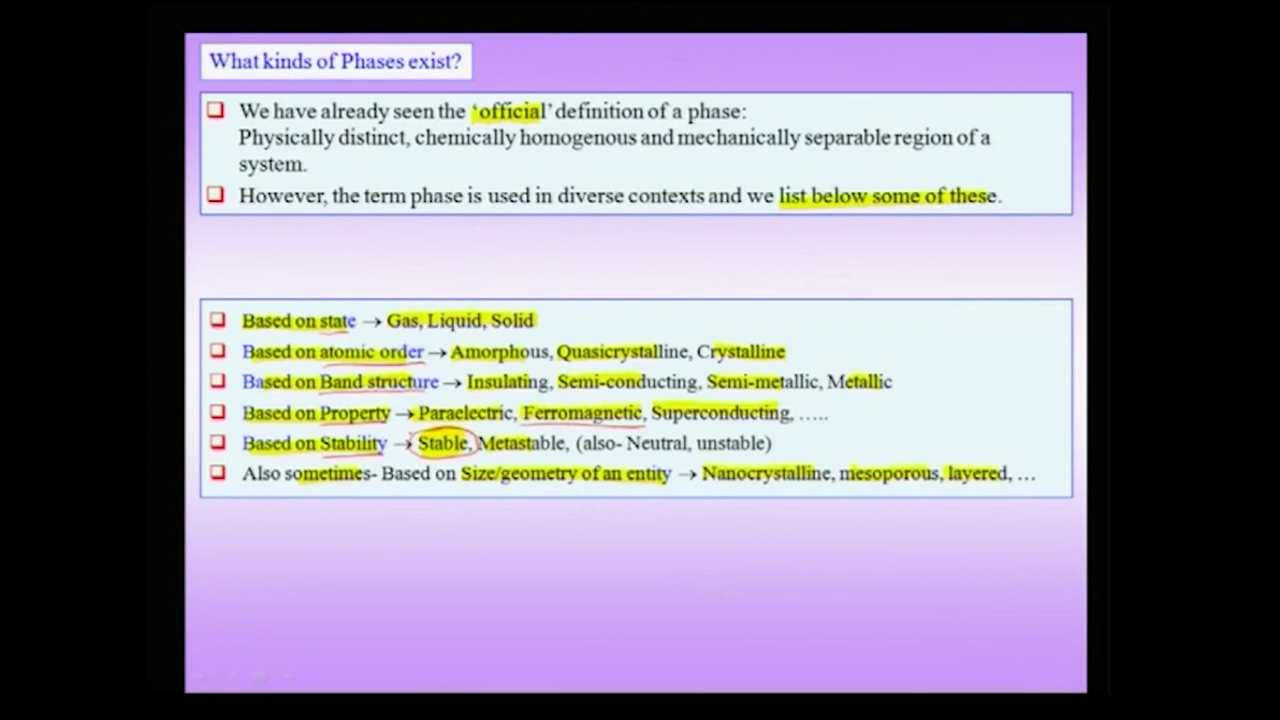 What kinds of Phases exist?
❑ We have already seen the ‘official’ definition of a phase:
Physically distinct, chemically homogenous and mechanically separable region of a
system.
❑ However, the term phase is used in diverse contexts and we list below some of these.
❑ Based on state → Gas, Liquid, Solid
❑ Based on atomic order → Amorphous, Quasicrystalline, Crystalline
❑ Based on Band structure → Insulating, Semi-conducting, Semi-metallic, Metallic
❑ Based on Property → Paraelectric, Ferromagnetic, Superconducting, …..
❑ Based on Stability → Stable, Metastable, (also- Neutral, unstable)
❑ Also sometimes- Based on Size/geometry of an entity → Nanocrystalline, mesoporous, layered, …